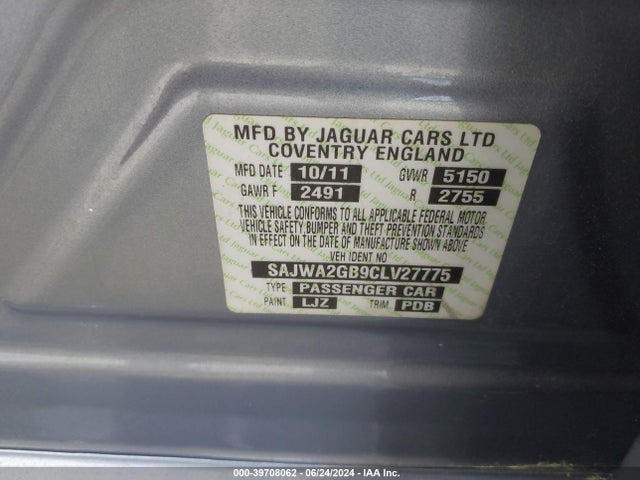 MFD BY JAGUAR CARS LTD
COVENTRY ENGLAND
MFD DATE 10/11 GVWR 5150
GAWR F 2491 R 2755
THIS VEHICLE CONFORMS TO ALL APPLICABLE FEDERAL MOTOR
VEHICLE SAFETY, BUMPER AND THEFT PREVENTION STANDARDS
IN EFFECT ON THE DATE OF MANUFACTURE SHOWN ABOVE
VEH IDENT NO
SAJWA2GB9CLV27775
TYPE PASSENGER CAR
PAINT LJZ TRIM PDB
000-39708062 - 06/24/2024 - IAA Inc.